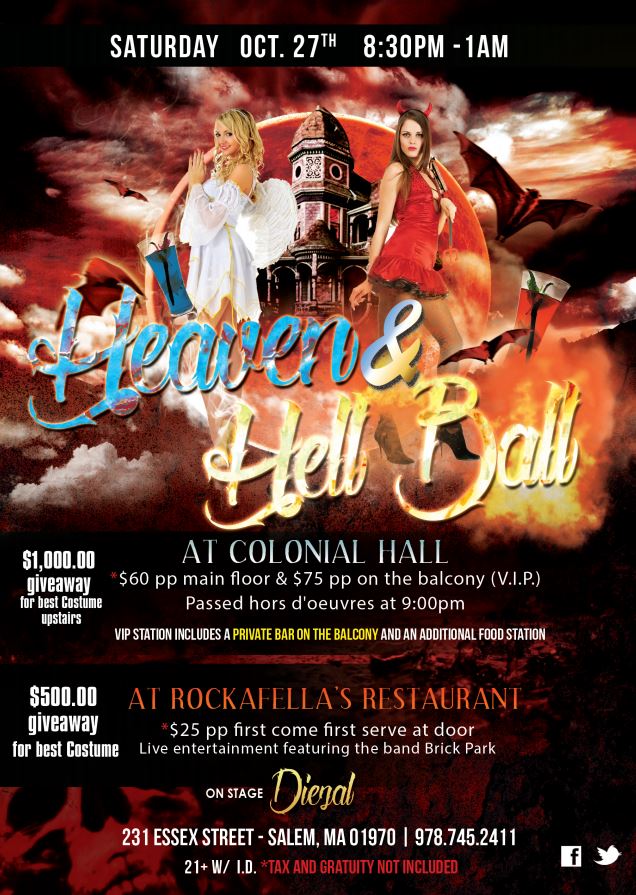 SATURDAY OCT. 27TH 8:30PM -1AM
Heaven &
Hell Ball
AT COLONIAL HALL
$1,000.00
giveaway
for best Costume
upstairs
*$60 pp main floor & $75 pp on the balcony (V.I.P.)
Passed hors d'oeuvres at 9:00pm
VIP STATION INCLUDES A PRIVATE BAR ON THE BALCONY AND AN ADDITIONAL FOOD STATION
$500.00
giveaway
for best Costume
AT ROCKAFELLA'S RESTAURANT
*$25 pp first come first serve at door
Live entertainment featuring the band Brick Park
ON STAGE Diezal
231 ESSEX STREET - SALEM, MA 01970 | 978.745.2411
21+ W/ I.D. *TAX AND GRATUITY NOT INCLUDED
f